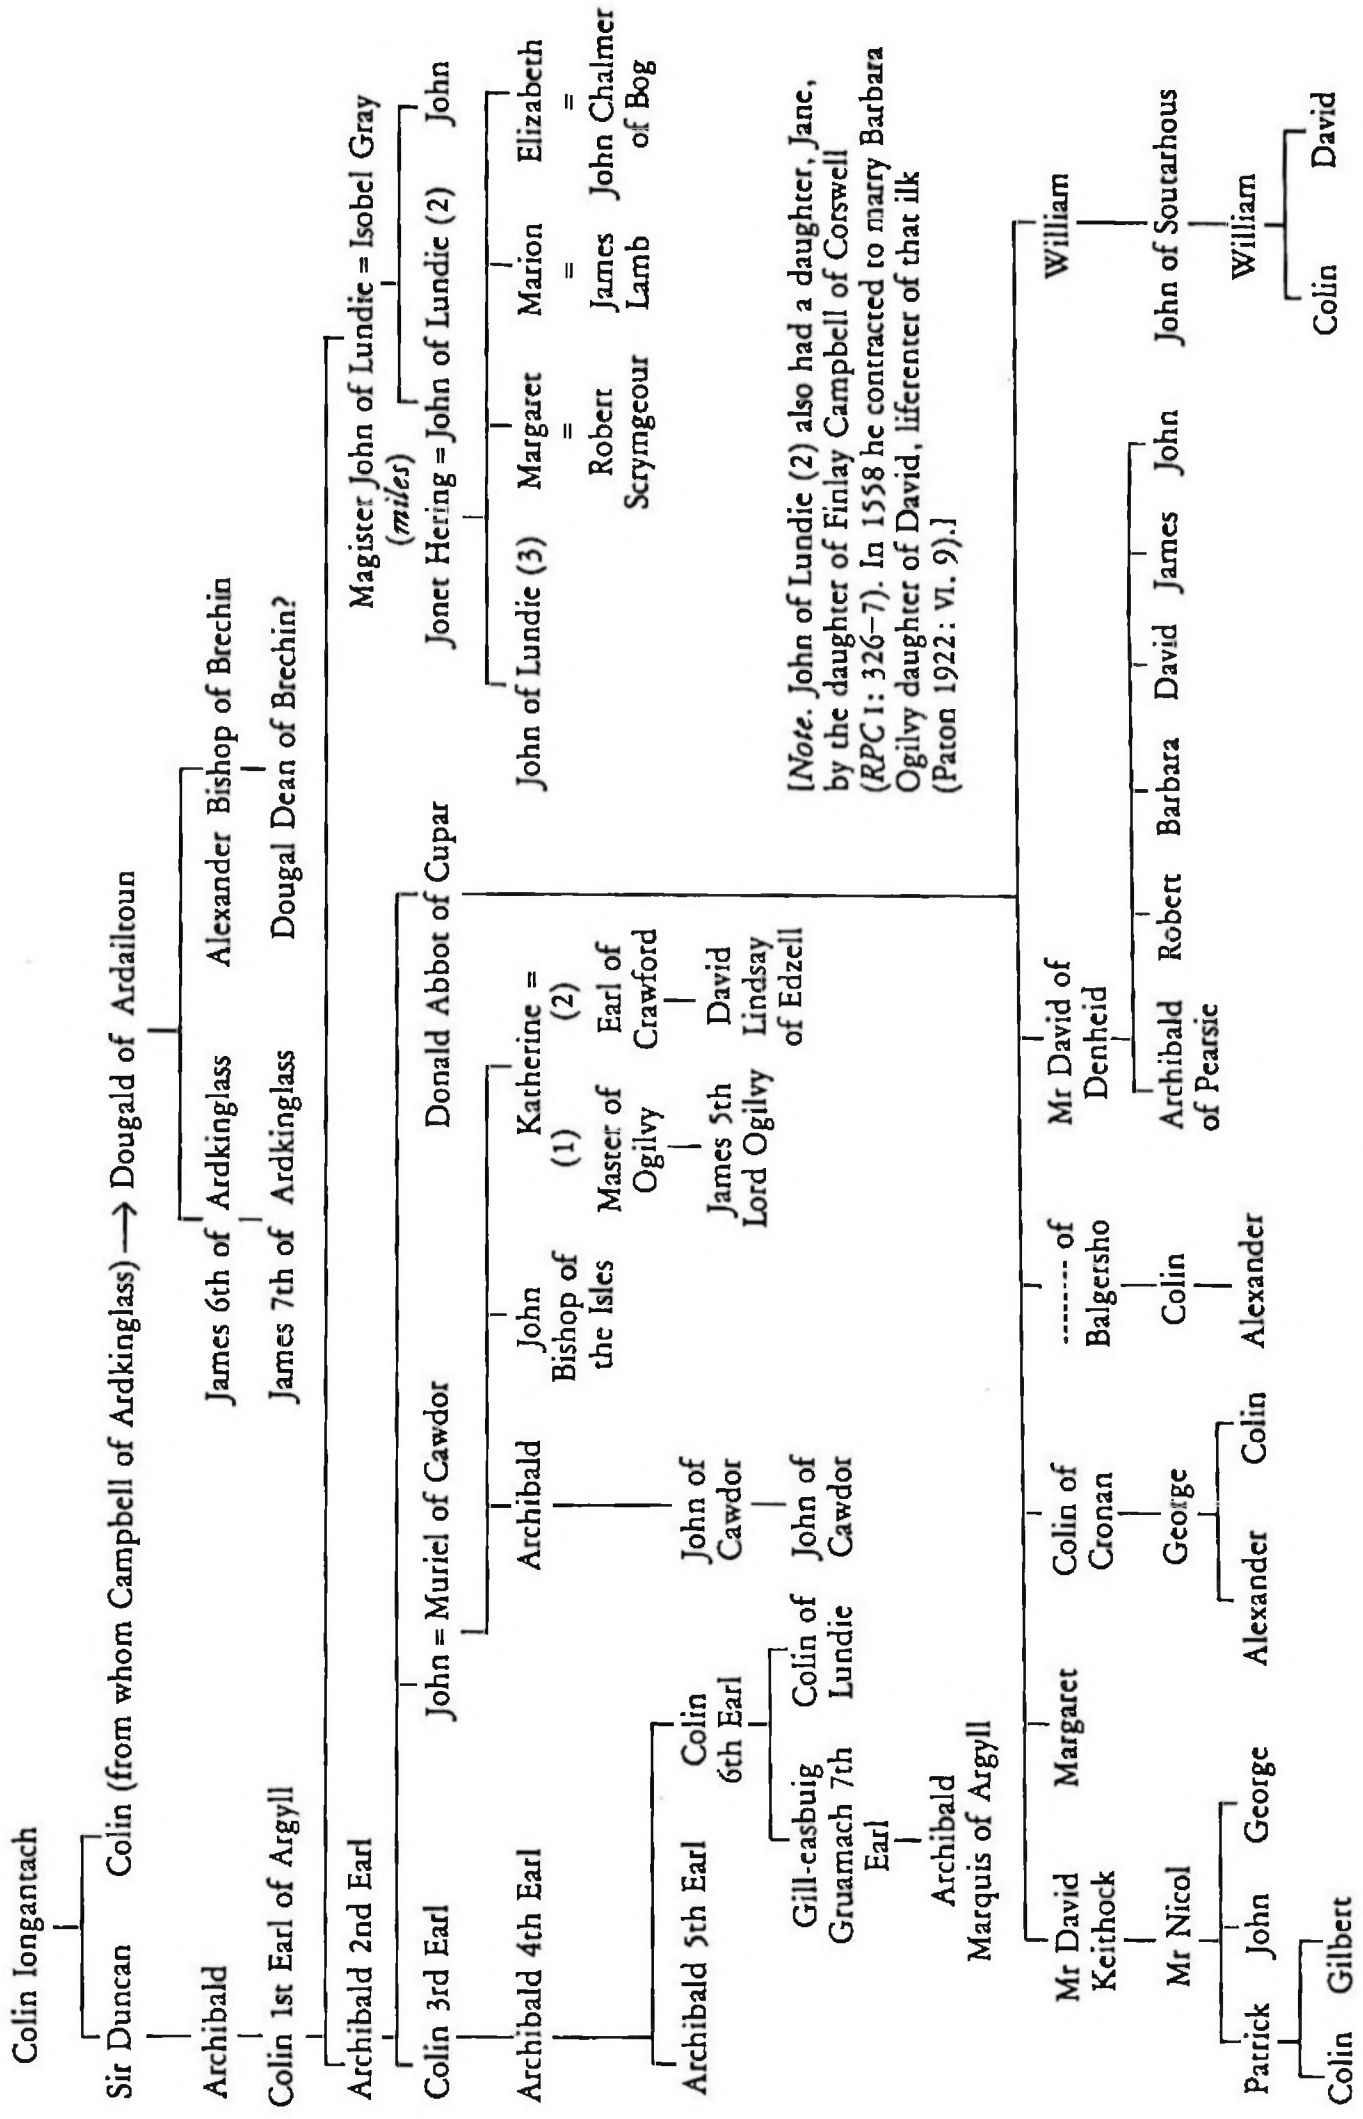 Colin Iongantach
Sir Duncan Colin (from whom Campbell of Ardkinglass) → Dougald of Ardailtoun
Archibald James 6th of Ardkinglass Alexander Bishop of Brechin
Colin 1st Earl of Argyll James 7th of Ardkinglass Dougal Dean of Brechin?
Archibald 2nd Earl Magister John of Lundie = Isobel Gray
(miles)
Colin 3rd Earl John = Muriel of Cawdor Donald Abbot of Cupar Jonet Hering = John of Lundie (2) John
Archibald 4th Earl Archibald John Katherine = John of Lundie (3) Margaret Marion Elizabeth
Bishop of (1) (2) = = =
the Isles Master of Earl of Robert James John Chalmer
Ogilvy Crawford Scrymgeour Lamb of Bog
Archibald 5th Earl Colin John of James 5th David
6th Earl Cawdor Lord Ogilvy Lindsay
of Edzell
Gill-easbuig Colin of John of
Gruamach 7th Lundie Cawdor
Earl
Archibald
Marquis of Argyll
[Note. John of Lundie (2) also had a daughter, Jane,
by the daughter of Finlay Campbell of Corswell
(RPC I: 326–7). In 1558 he contracted to marry Barbara
Ogilvy daughter of David, liferenter of that ilk
(Paton 1922: VI. 9).]
Mr David Margaret Colin of -------- of Mr David of William
Keithock Cronan Balgersho Denheid
Mr Nicol George Colin Archibald Robert Barbara David James John John of Soutarhous
of Pearsie
Patrick John George Alexander Colin Alexander William
Colin Gilbert Colin David